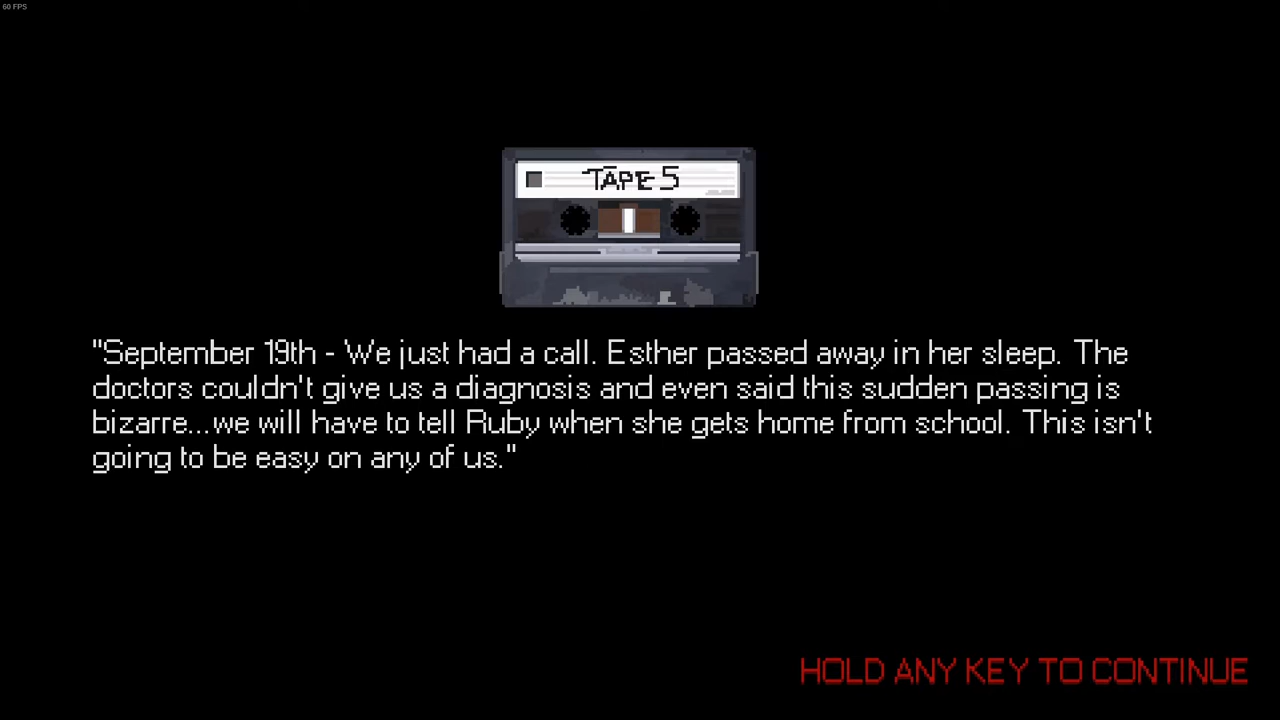 60 FPS
TAPE 5
"September 19th - We just had a call. Esther passed away in her sleep. The
doctors couldn't give us a diagnosis and even said this sudden passing is
bizarre...we will have to tell Ruby when she gets home from school. This isn't
going to be easy on any of us."
HOLD ANY KEY TO CONTINUE